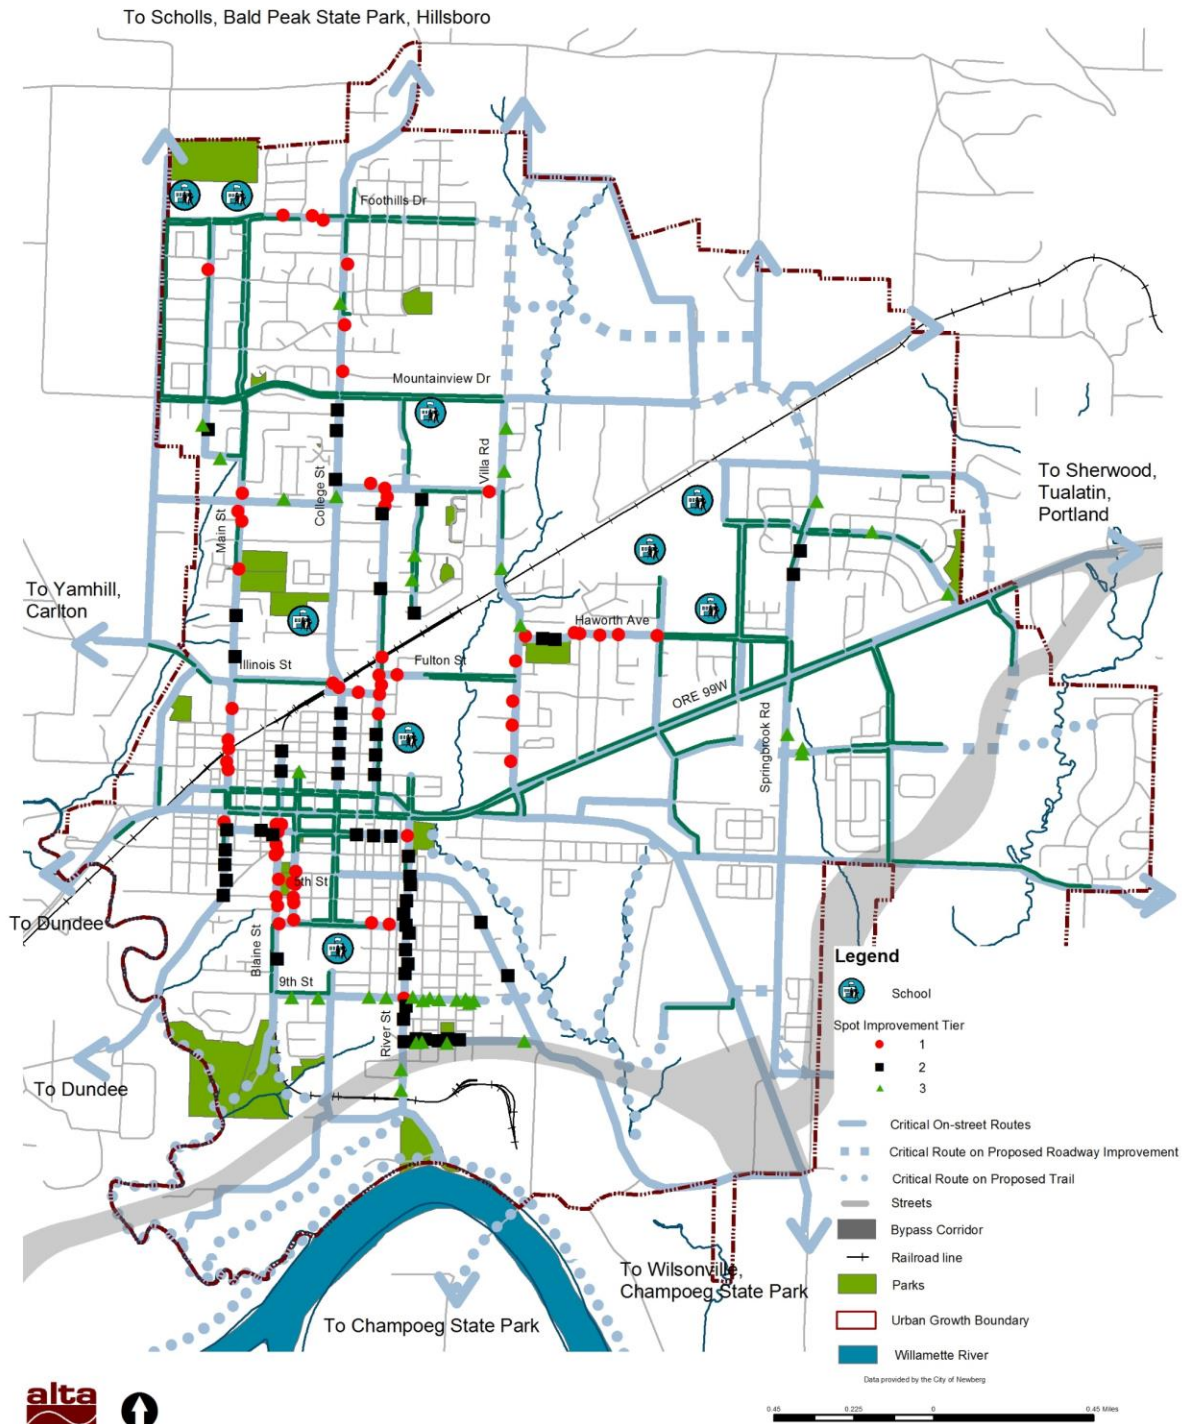 To Scholls, Bald Peak State Park, Hillsboro
Foothills Dr
Mountainview Dr
Villa Rd
College St
Main St
To Sherwood,
Tualatin,
Portland
To Yamhill,
Carlton
Haworth Ave
Illinois St
Fulton St
ORE 99W
Springbrook Rd
5th St
To Dundee
Blaine St
9th St
River St
To Dundee
To Wilsonville,
Champoeg State Park
To Champoeg State Park
Legend
School
Spot Improvement Tier
1
2
3
Critical On-street Routes
Critical Route on Proposed Roadway Improvement
Critical Route on Proposed Trail
Streets
Bypass Corridor
Railroad line
Parks
Urban Growth Boundary
Willamette River
Data provided by the City of Newberg
alta
0.45 0.225 0 0.45 Miles